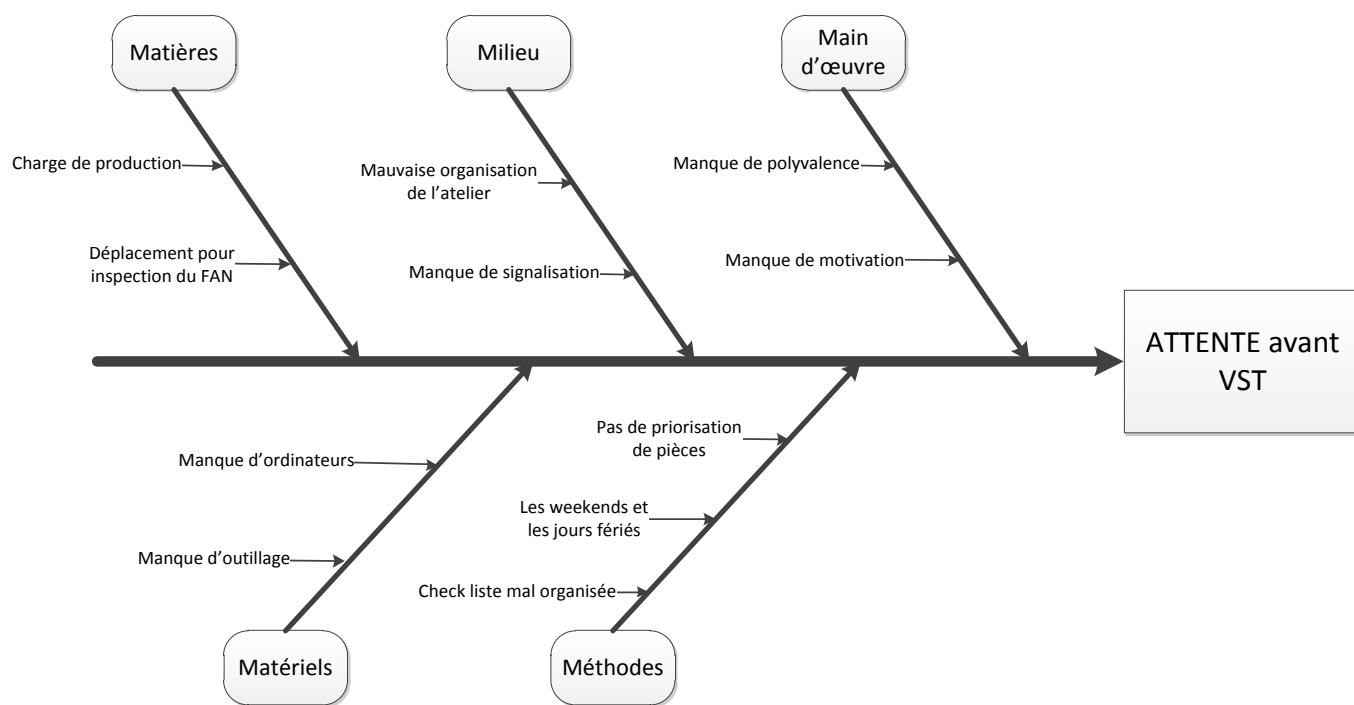 Matières
Milieu
Main
d’œuvre
Charge de production
Mauvaise organisation
de l’atelier
Manque de polyvalence
Déplacement pour
inspection du FAN
Manque de signalisation
Manque de motivation
ATTENTE avant
VST
Pas de priorisation
de pièces
Manque d’ordinateurs
Les weekends et
les jours fériés
Manque d’outillage
Check liste mal organisée
Matériels
Méthodes